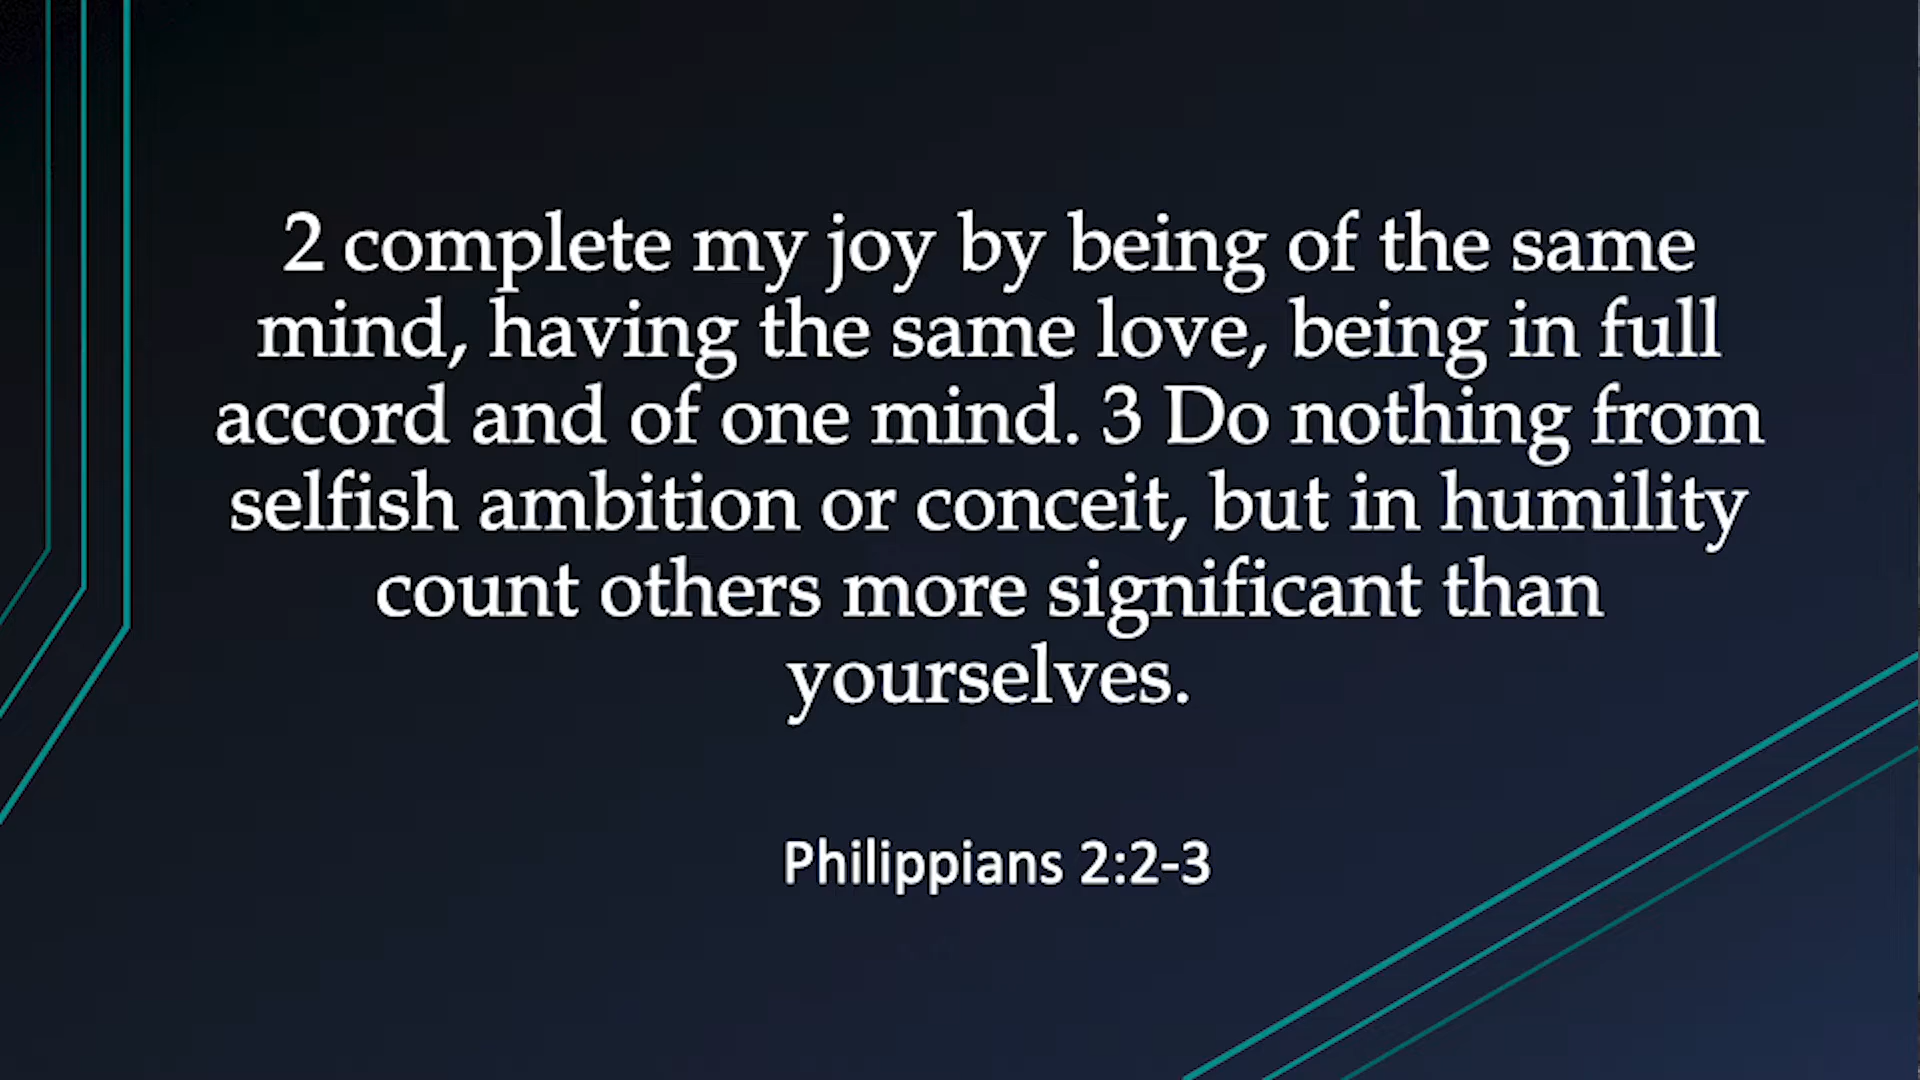 2 complete my joy by being of the same
mind, having the same love, being in full
accord and of one mind. 3 Do nothing from
selfish ambition or conceit, but in humility
count others more significant than
yourselves.
Philippians 2:2-3